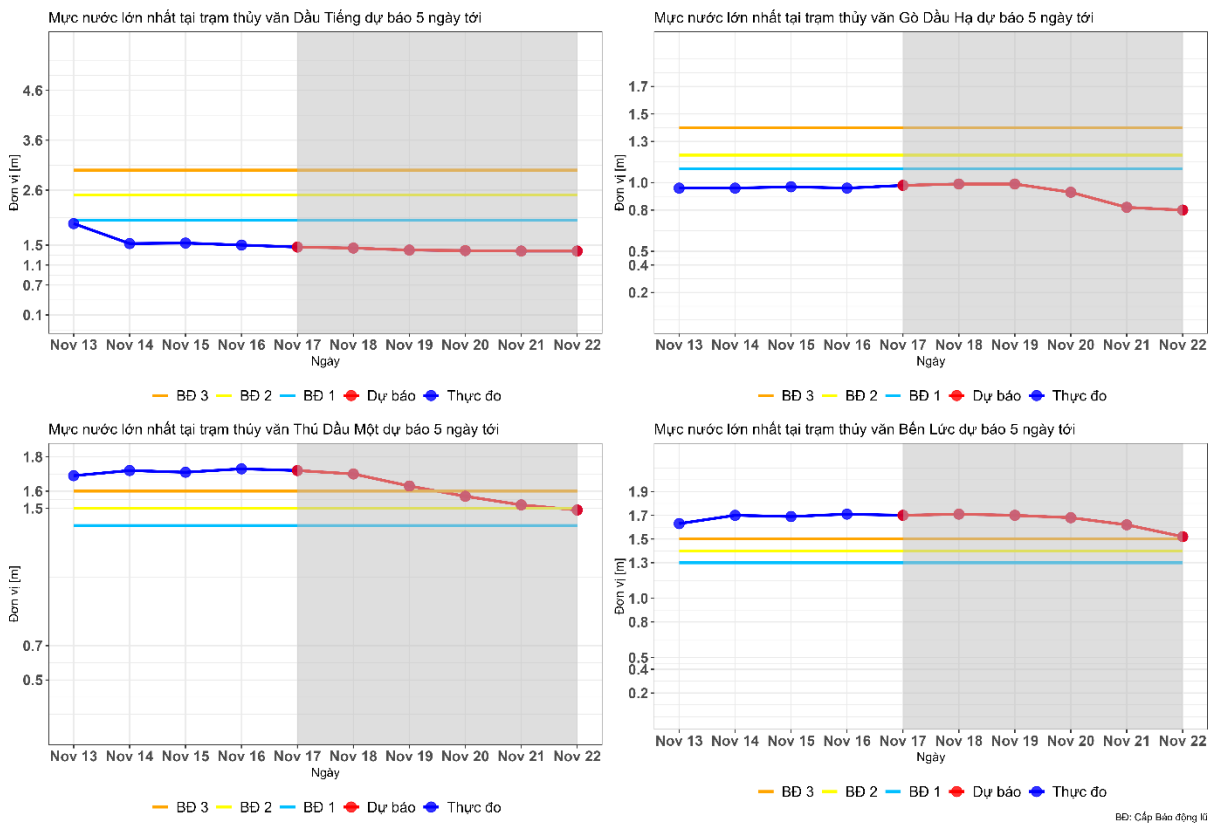 Mực nước lớn nhất tại trạm thủy văn Dầu Tiếng dự báo 5 ngày tới
Đơn vị [m]
4.6
3.6
2.6
1.5
1.1
0.7
0.1
Nov 13 Nov 14 Nov 15 Nov 16 Nov 17 Nov 18 Nov 19 Nov 20 Nov 21 Nov 22
Ngày
BĐ 3 BĐ 2 BĐ 1 Dự báo Thực đo
Mực nước lớn nhất tại trạm thủy văn Gò Dầu Hạ dự báo 5 ngày tới
Đơn vị [m]
1.7
1.5
1.3
1.0
0.8
0.5
0.4
0.2
Nov 13 Nov 14 Nov 15 Nov 16 Nov 17 Nov 18 Nov 19 Nov 20 Nov 21 Nov 22
Ngày
BĐ 3 BĐ 2 BĐ 1 Dự báo Thực đo
Mực nước lớn nhất tại trạm thủy văn Thủ Dầu Một dự báo 5 ngày tới
Đơn vị [m]
1.8
1.6
1.5
0.7
0.5
Nov 13 Nov 14 Nov 15 Nov 16 Nov 17 Nov 18 Nov 19 Nov 20 Nov 21 Nov 22
Ngày
BĐ 3 BĐ 2 BĐ 1 Dự báo Thực đo
Mực nước lớn nhất tại trạm thủy văn Bến Lức dự báo 5 ngày tới
Đơn vị [m]
1.9
1.7
1.5
1.3
1.0
0.8
0.5
0.4
0.2
Nov 13 Nov 14 Nov 15 Nov 16 Nov 17 Nov 18 Nov 19 Nov 20 Nov 21 Nov 22
Ngày
BĐ 3 BĐ 2 BĐ 1 Dự báo Thực đo
BĐ: Cấp Báo động lũ